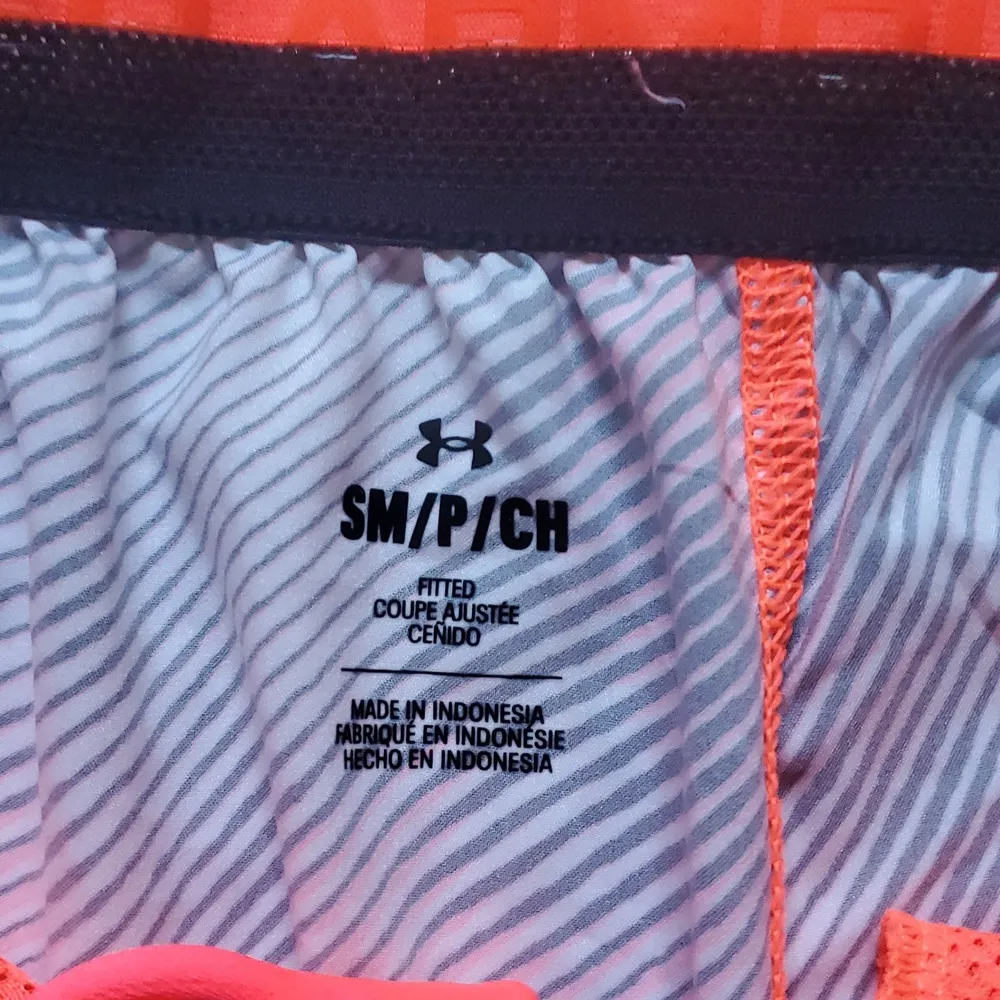 SM/P/CH
FITTED
COUPE AJUSTÉE
CEÑIDO
MADE IN INDONESIA
FABRIQUÉ EN INDONÉSIE
HECHO EN INDONESIA